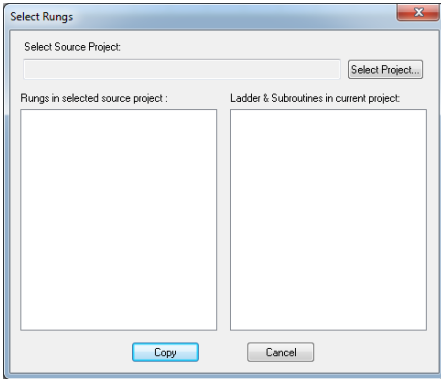 Select Rungs
Select Source Project:
Select Project...
Rungs in selected source project :
Ladder & Subroutines in current project:
Copy
Cancel